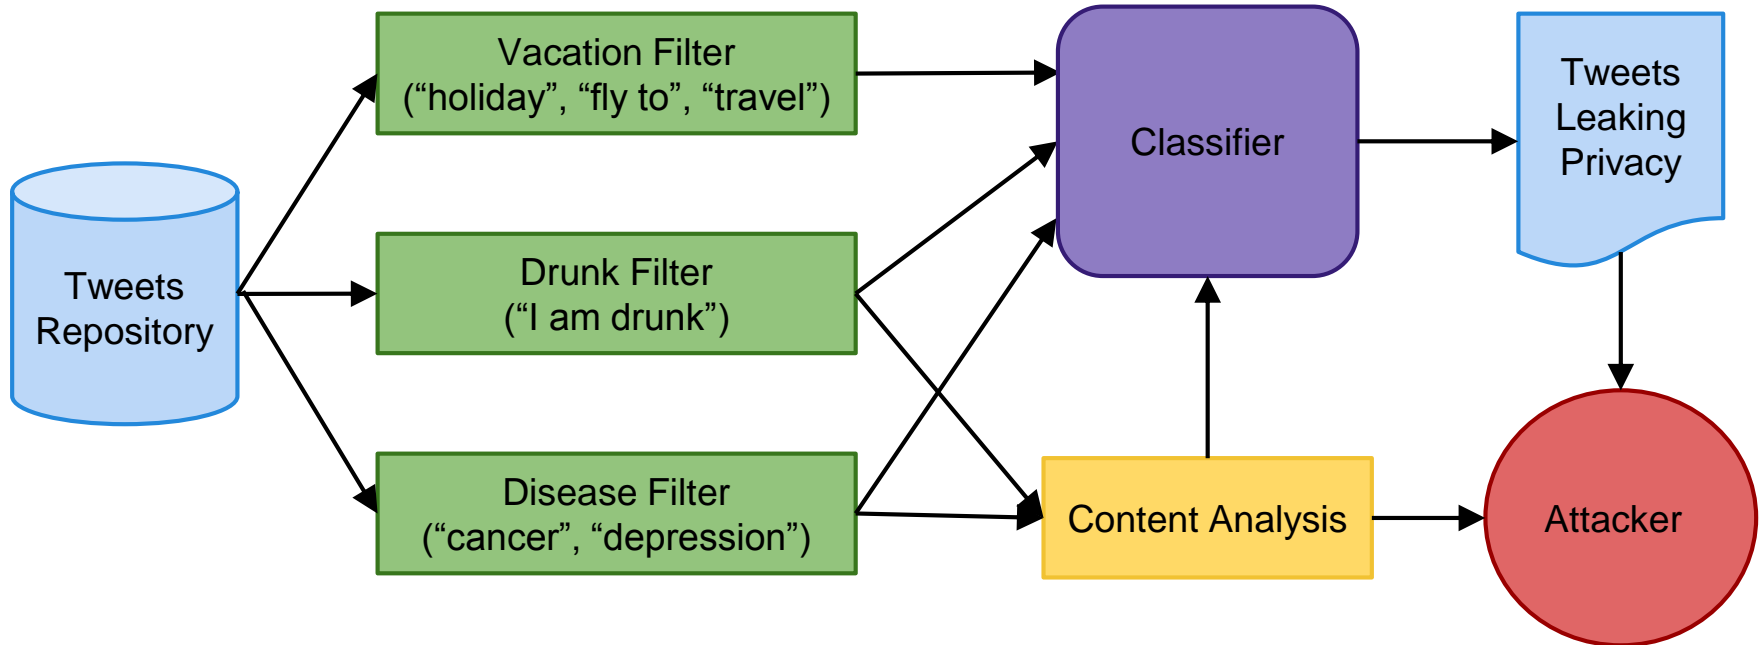 Tweets
Repository
Vacation Filter
(“holiday”, “fly to”, “travel”)
Drunk Filter
(“I am drunk”)
Disease Filter
(“cancer”, “depression”)
Classifier
Content Analysis
Tweets
Leaking
Privacy
Attacker